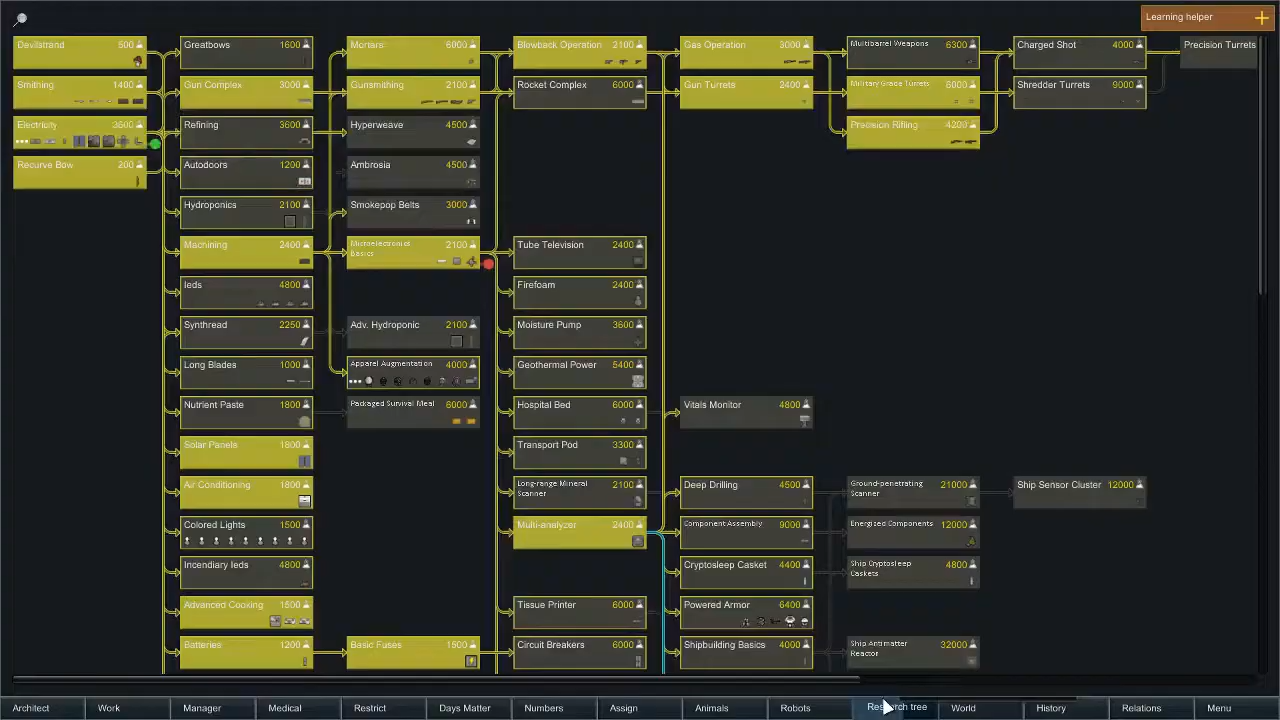 Learning helper
Devilstrand 500
Greatbows 1600
Mortars 6000
Blowback Operation 2100
Gas Operation 3000
Multibarrel Weapons 6300
Charged Shot 4000
Precision Turrets
Smithing 1400
Gun Complex 3000
Gunsmithing 2100
Rocket Complex 6000
Gun Turrets 2400
Military Grade Turrets 6000
Shredder Turrets 9000
Electricity 3600
Refining 3600
Hyperweave 4500
Precision Rifling 4200
Recurve Bow 200
Autodoors 1200
Ambrosia 4500
Hydroponics 2100
Smokepop Belts 3000
Machining 2400
Microelectronics
Basics
2100
Tube Television 2400
Ieds 4800
Firefoam 2400
Synthread 2250
Adv. Hydroponic 2100
Moisture Pump 3600
Long Blades 1000
Apparel Augmentation 4000
Geothermal Power 5400
Nutrient Paste 1800
Packaged Survival Meal 6000
Hospital Bed 6000
Vitals Monitor 4800
Solar Panels 1800
Transport Pod 3300
Air Conditioning 1800
Long-range Mineral
Scanner
2100
Deep Drilling 4500
Ground-penetrating
Scanner
21000
Ship Sensor Cluster 12000
Colored Lights 1500
Multi-analyzer 2400
Component Assembly 9000
Energized Components 12000
Incendiary Ieds 4800
Cryptosleep Casket 4400
Ship Cryptosleep
Caskets
4800
Advanced Cooking 1500
Tissue Printer 6000
Powered Armor 6400
Batteries 1200
Basic Fuses 1500
Circuit Breakers 6000
Shipbuilding Basics 4000
Ship Antimatter
Reactor
32000
Architect
Work
Manager
Medical
Restrict
Days Matter
Numbers
Assign
Animals
Robots
Research tree
World
History
Relations
Menu